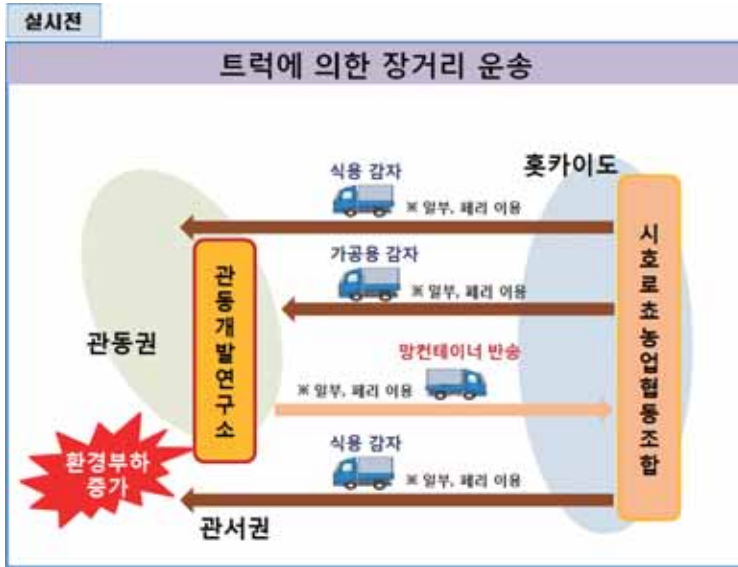 실시전
트럭에 의한 장거리 운송
홋카이도
식용 감자
※ 일부, 페리 이용
가공용 감자
※ 일부, 페리 이용
관동권
관동개발연구소
시호로쵸농업협동조합
망컨테이너 반송
※ 일부, 페리 이용
환경부하
증가
식용 감자
※ 일부, 페리 이용
관서권